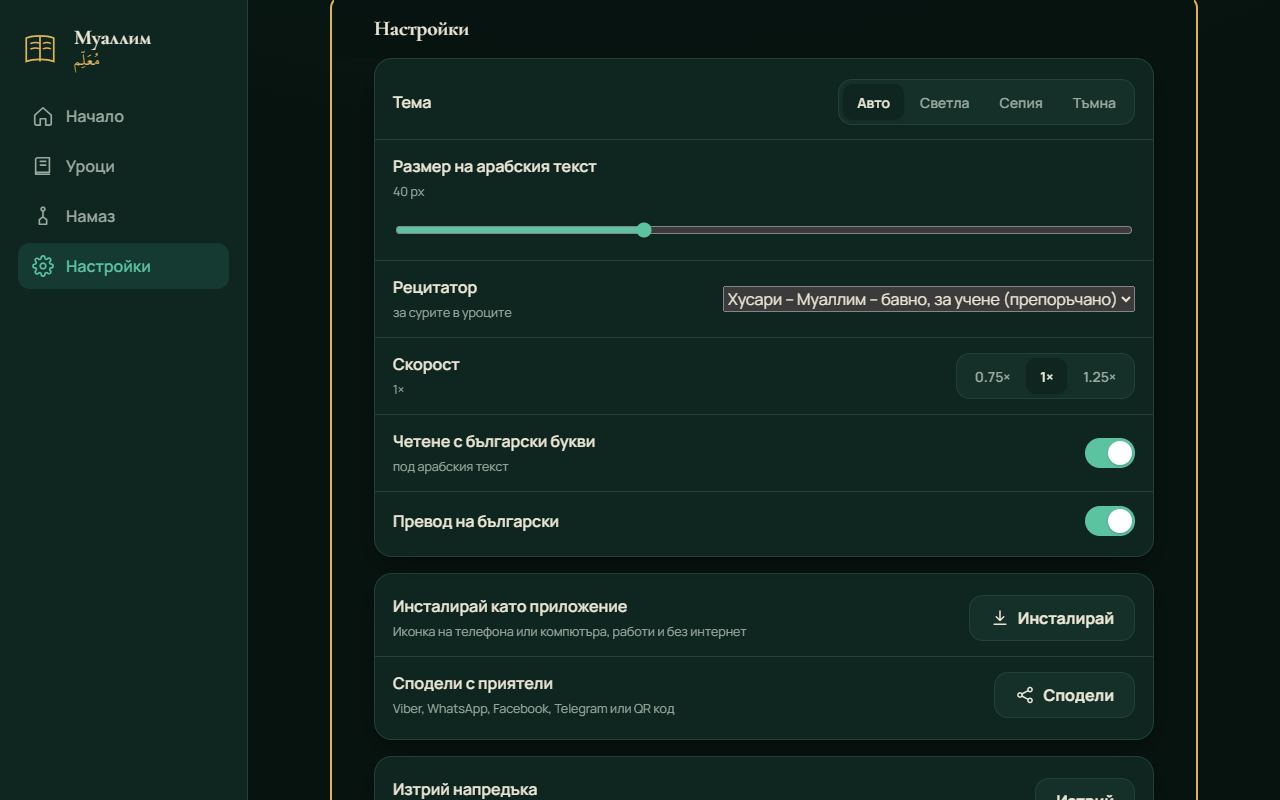 Муаллим
مُعَلِّم
Начало
Уроци
Намаз
Настройки
Настройки
Тема
Авто
Светла
Сепия
Тъмна
Размер на арабския текст
40 px
Рецитатор
за сурите в уроците
Хусари – Муаллим – бавно, за учене (препоръчано)
Скорост
1×
0.75×
1×
1.25×
Четене с български букви
под арабския текст
Превод на български
Инсталирай като приложение
Иконка на телефона или компютъра, работи и без интернет
Инсталирай
Сподели с приятели
Viber, WhatsApp, Facebook, Telegram или QR код
Сподели
Изтрий напредъка
Изтрий